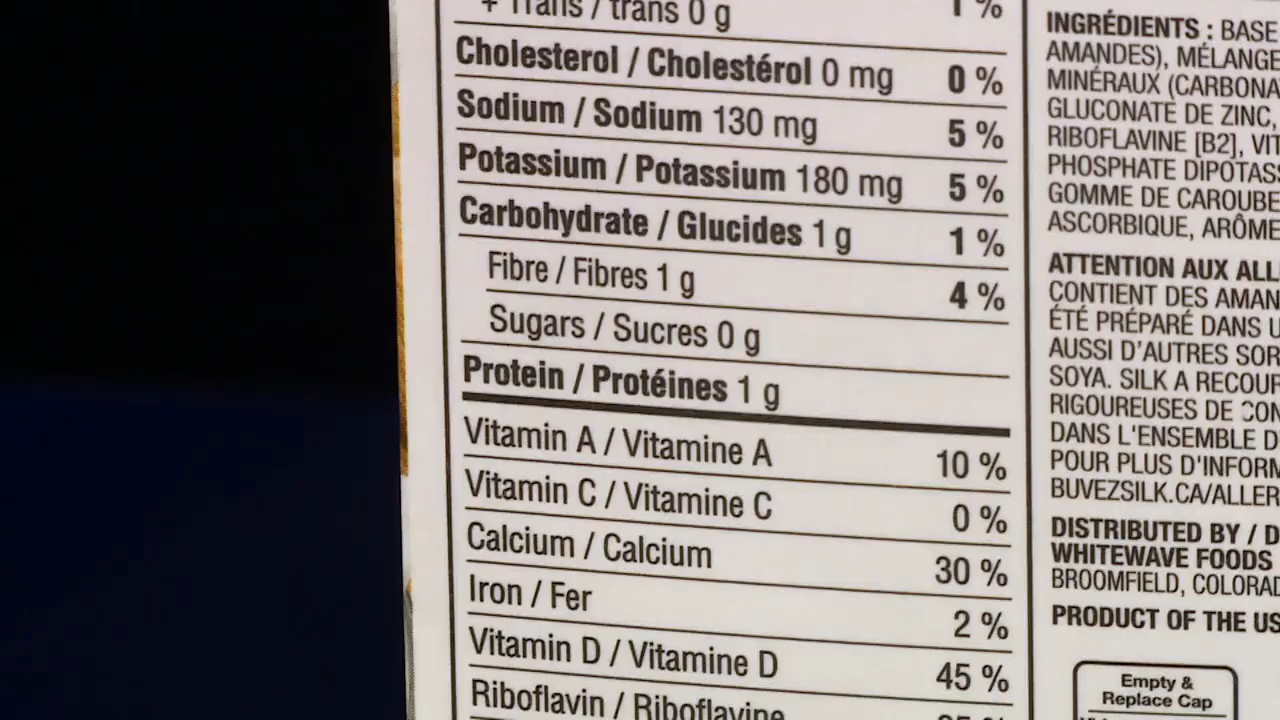 + Trans / trans 0 g 1 %
Cholesterol / Cholestérol 0 mg 0 %
Sodium / Sodium 130 mg 5 %
Potassium / Potassium 180 mg 5 %
Carbohydrate / Glucides 1 g 1 %
Fibre / Fibres 1 g 4 %
Sugars / Sucres 0 g
Protein / Protéines 1 g
Vitamin A / Vitamine A 10 %
Vitamin C / Vitamine C 0 %
Calcium / Calcium 30 %
Iron / Fer 2 %
Vitamin D / Vitamine D 45 %
Riboflavin / Riboflavine
INGRÉDIENTS : BASE
AMANDES), MÉLANGE
MINÉRAUX (CARBONA
GLUCONATE DE ZINC,
RIBOFLAVINE [B2], VIT
PHOSPHATE DIPOTASS
GOMME DE CAROUBE
ASCORBIQUE, ARÔME
ATTENTION AUX ALL
CONTIENT DES AMAN
ÉTÉ PRÉPARÉ DANS U
AUSSI D'AUTRES SOR
SOYA. SILK A RECOUR
RIGOUREUSES DE CON
DANS L'ENSEMBLE D
POUR PLUS D'INFORM
BUVEZSILK.CA/ALLER
DISTRIBUTED BY / D
WHITEWAVE FOODS
BROOMFIELD, COLORAD
PRODUCT OF THE US
Empty &
Replace Cap